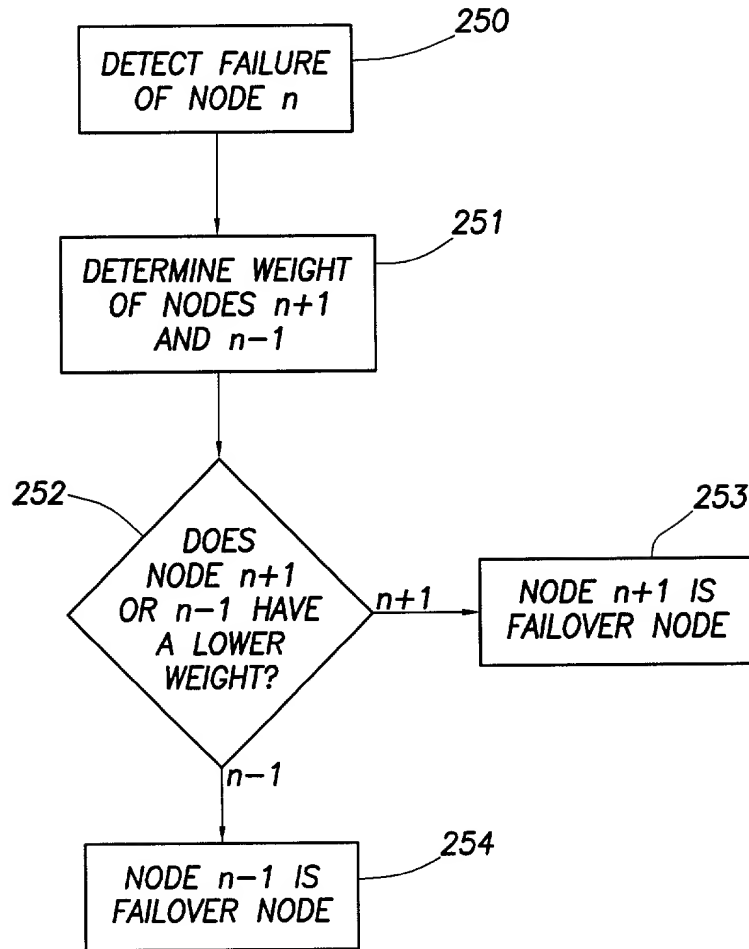 250
DETECT FAILURE
OF NODE n
251
DETERMINE WEIGHT
OF NODES n+1
AND n−1
252
DOES
NODE n+1
OR n−1 HAVE
A LOWER
WEIGHT?
n+1
253
NODE n+1 IS
FAILOVER NODE
n−1
254
NODE n−1 IS
FAILOVER NODE